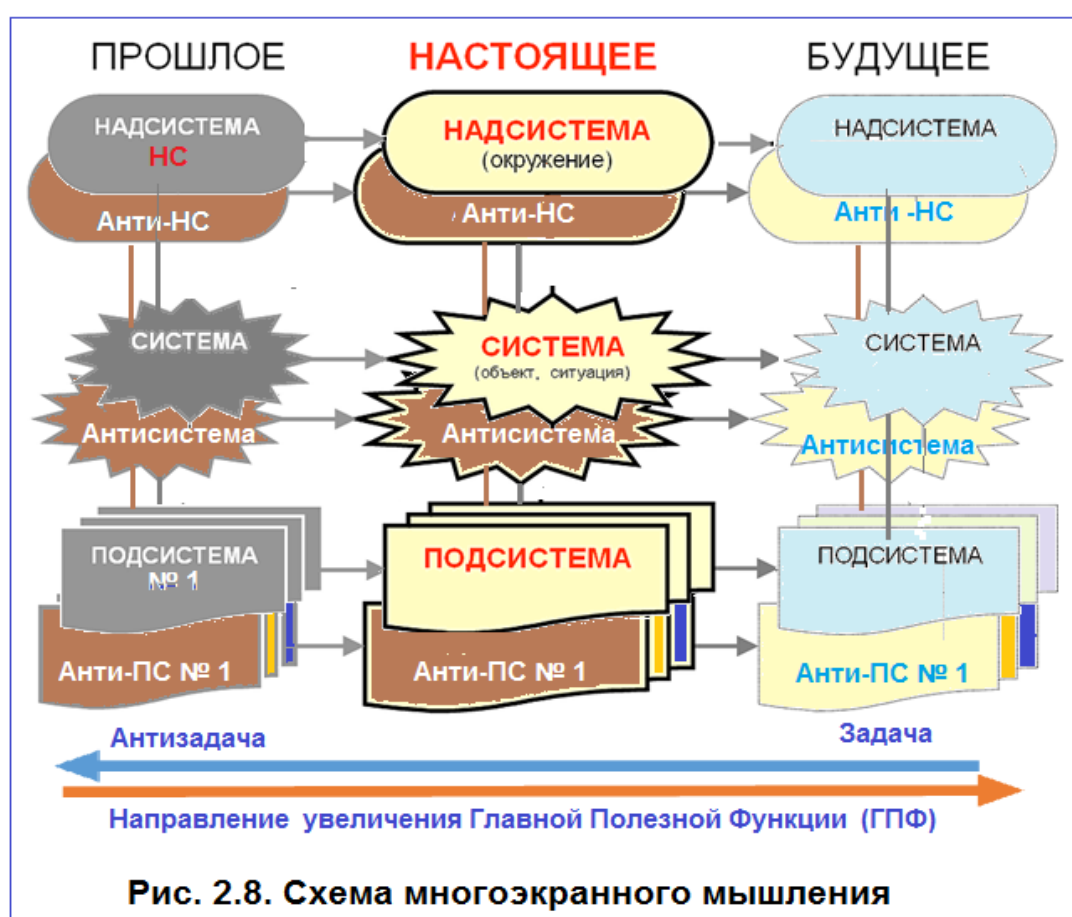 ПРОШЛОЕ НАСТОЯЩЕЕ БУДУЩЕЕ
НАДСИСТЕМА НАДСИСТЕМА НАДСИСТЕМА
НС (окружение)
Анти-НС Анти-НС Анти -НС
СИСТЕМА СИСТЕМА СИСТЕМА
(объект, ситуация)
Антисистема Антисистема Антисистема
ПОДСИСТЕМА ПОДСИСТЕМА ПОДСИСТЕМА
№ 1
Анти-ПС № 1 Анти-ПС № 1 Анти-ПС № 1
Антизадача Задача
Направление увеличения Главной Полезной Функции (ГПФ)
Рис. 2.8. Схема многоэкранного мышления